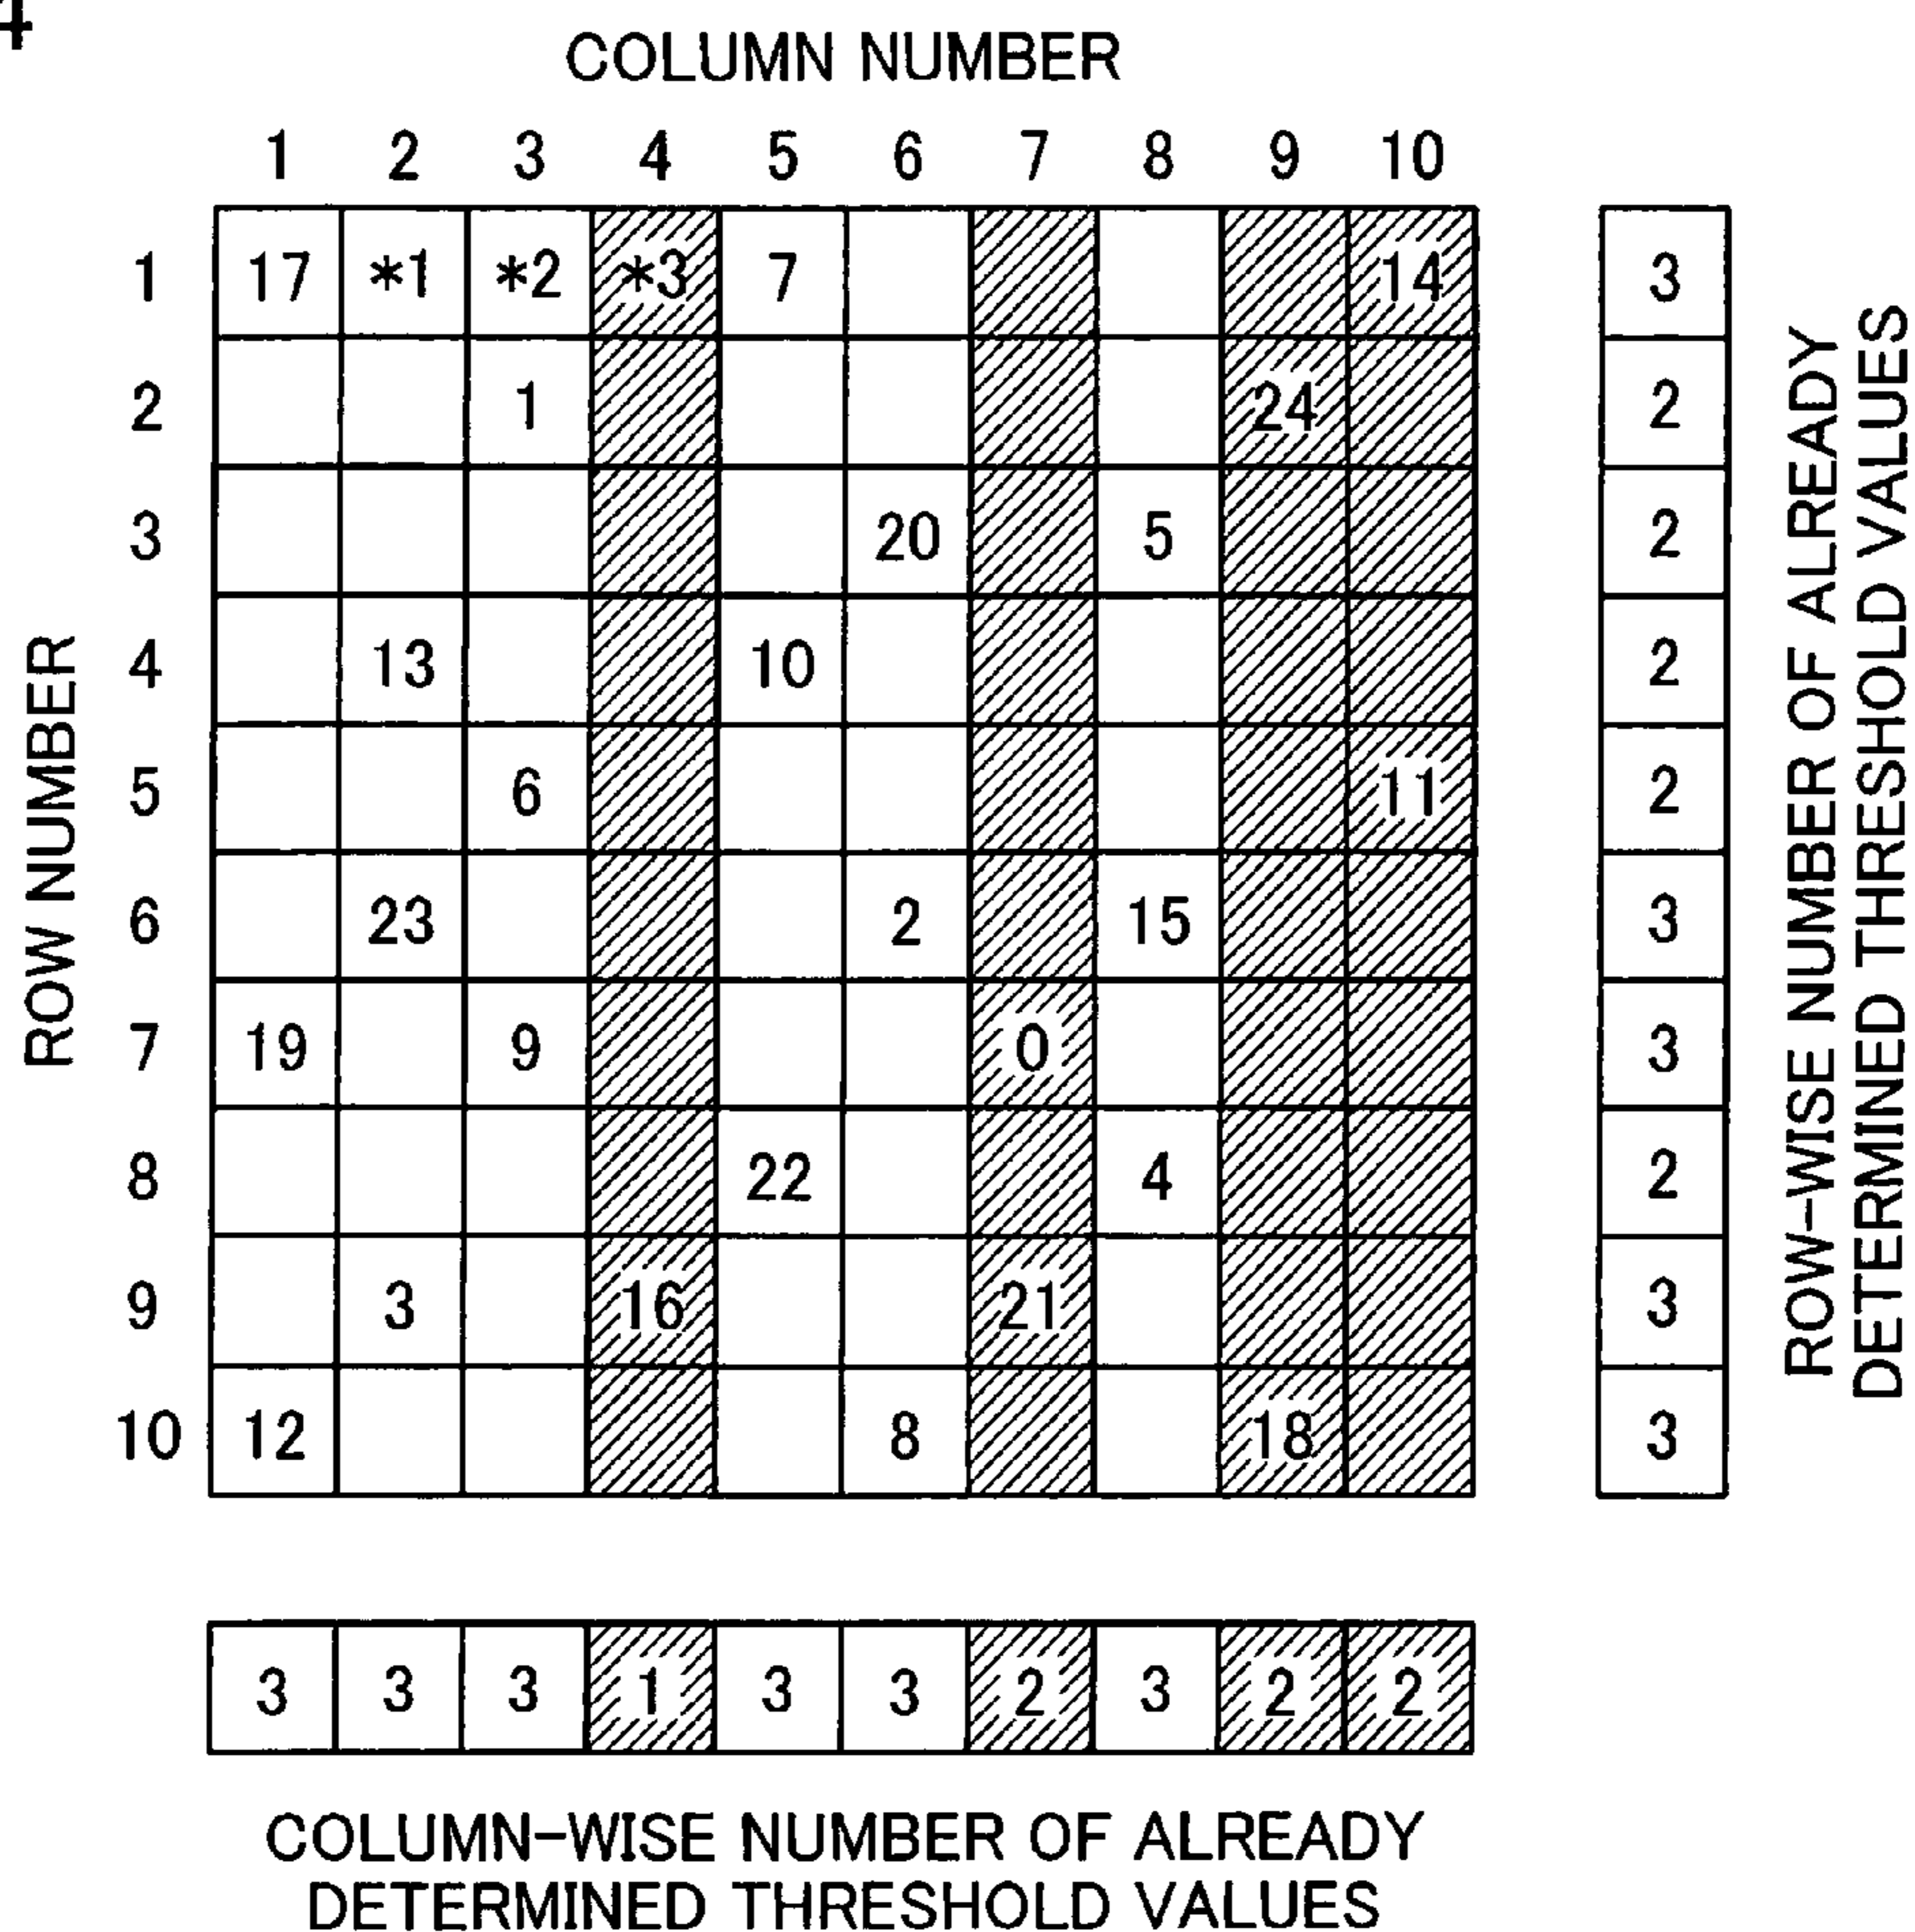 4
COLUMN NUMBER
1 2 3 4 5 6 7 8 9 10
1 17 *1 *2 *3 7 14 3
2 1 24 2
3 20 5 2
4 13 10 2
5 6 11 2
6 23 2 15 3
7 19 9 0 3
8 22 4 2
9 3 16 21 3
10 12 8 18 3
ROW NUMBER
ROW-WISE NUMBER OF ALREADY
DETERMINED THRESHOLD VALUES
3 3 3 1 3 3 2 3 2 2
COLUMN-WISE NUMBER OF ALREADY
DETERMINED THRESHOLD VALUES